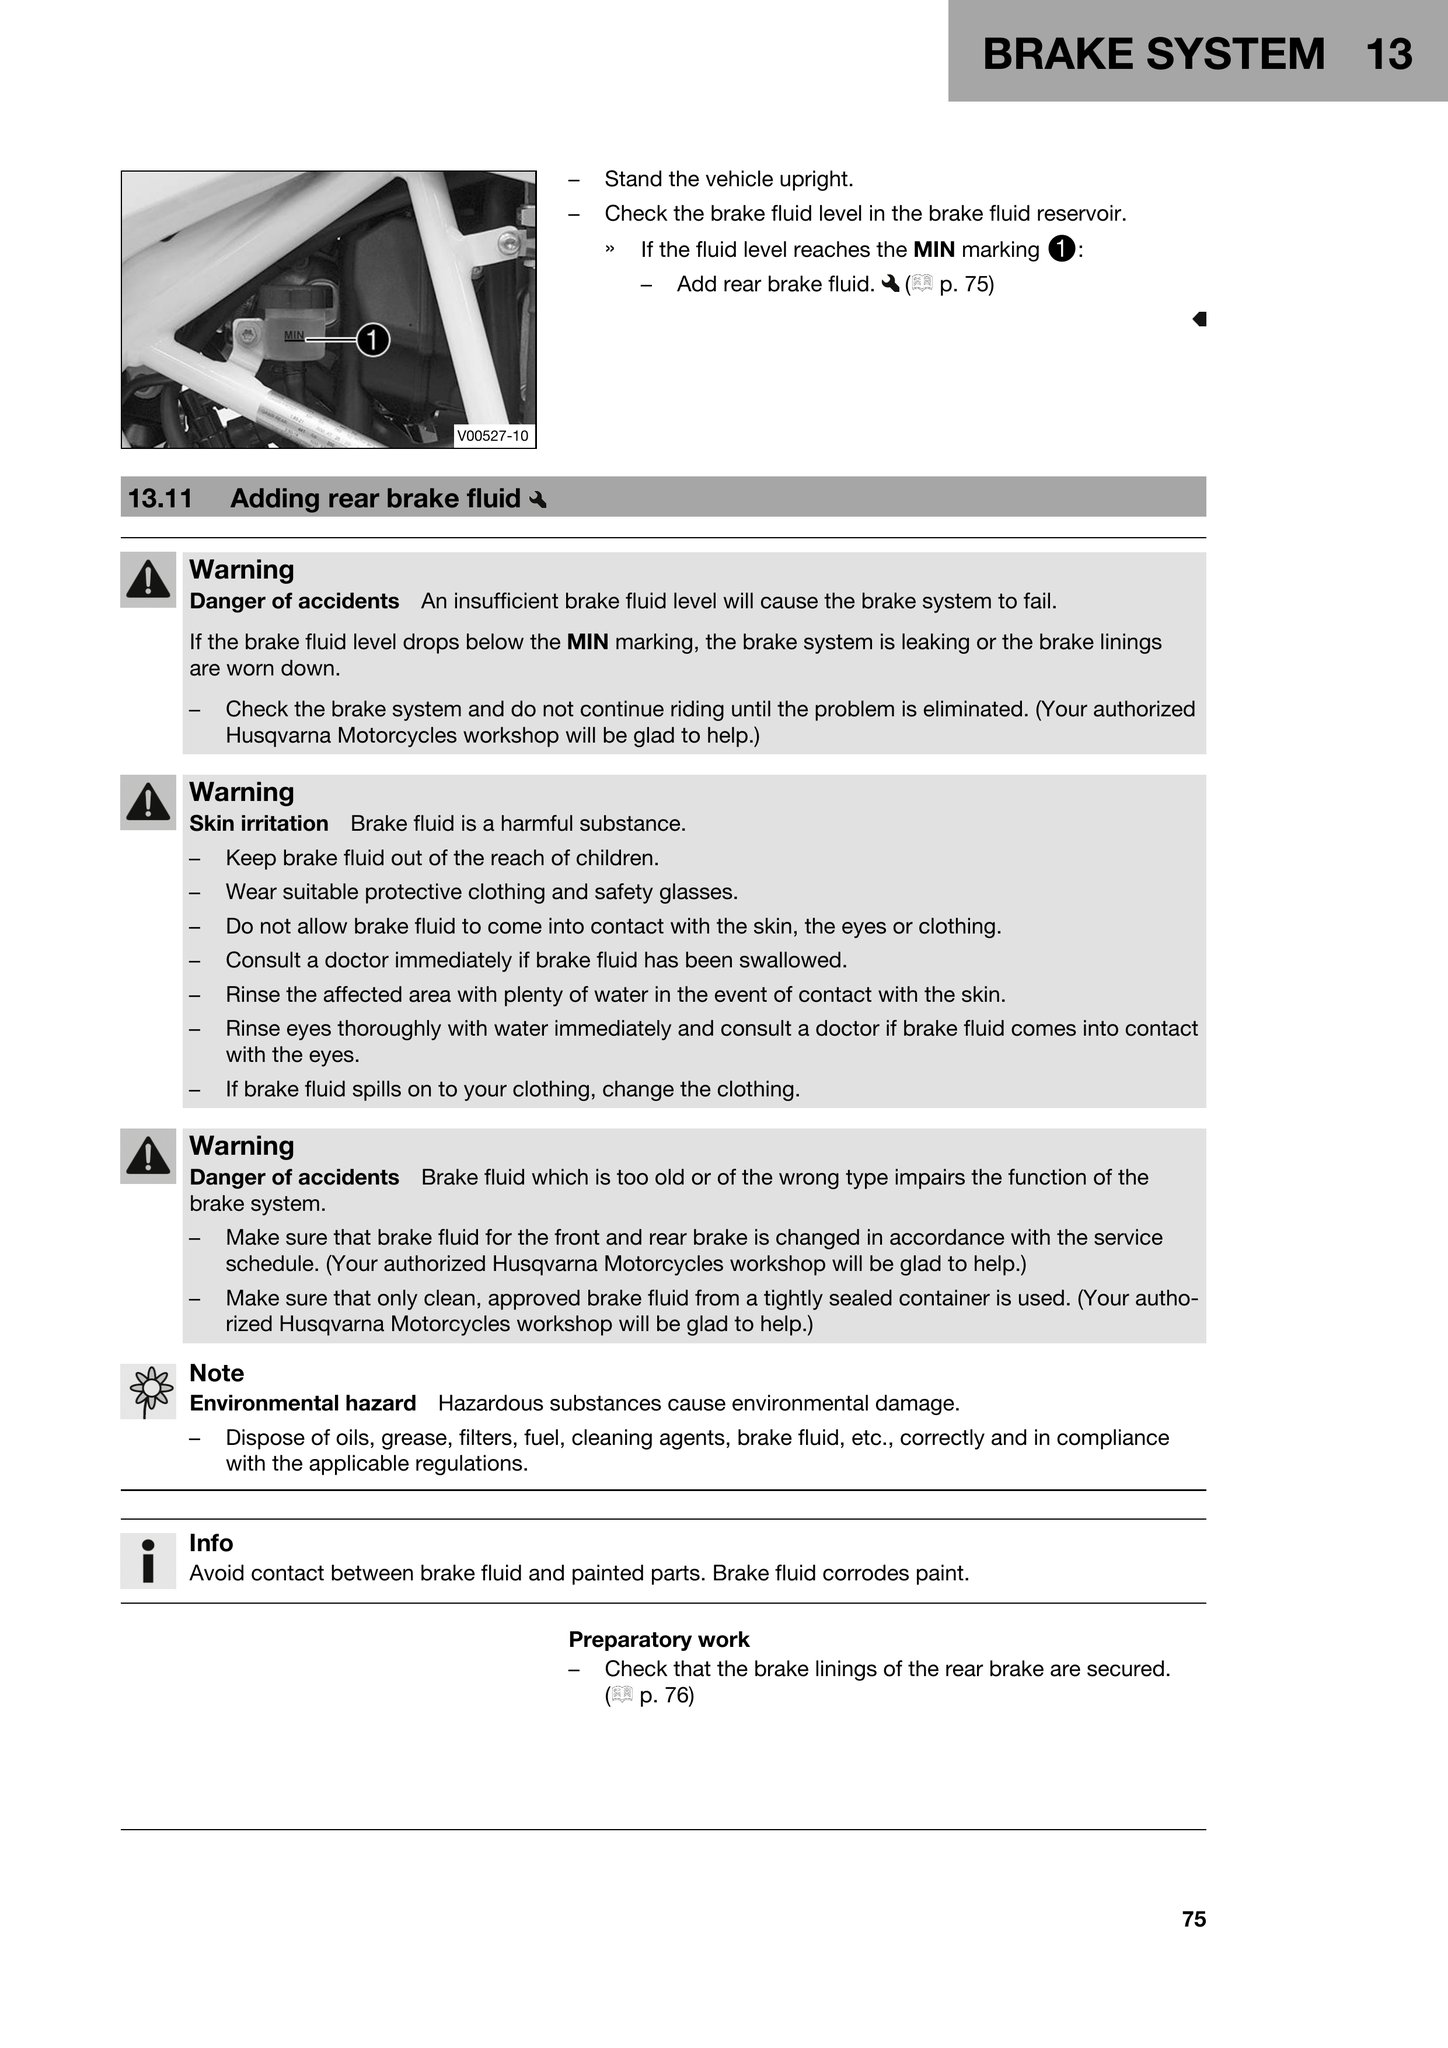 BRAKE SYSTEM 13
– Stand the vehicle upright.
– Check the brake fluid level in the brake fluid reservoir.
» If the fluid level reaches the MIN marking 1:
– Add rear brake fluid. (p. 75)
MIN
1
V00527-10
13.11 Adding rear brake fluid
Warning
Danger of accidents An insufficient brake fluid level will cause the brake system to fail.
If the brake fluid level drops below the MIN marking, the brake system is leaking or the brake linings
are worn down.
– Check the brake system and do not continue riding until the problem is eliminated. (Your authorized
Husqvarna Motorcycles workshop will be glad to help.)
Warning
Skin irritation Brake fluid is a harmful substance.
– Keep brake fluid out of the reach of children.
– Wear suitable protective clothing and safety glasses.
– Do not allow brake fluid to come into contact with the skin, the eyes or clothing.
– Consult a doctor immediately if brake fluid has been swallowed.
– Rinse the affected area with plenty of water in the event of contact with the skin.
– Rinse eyes thoroughly with water immediately and consult a doctor if brake fluid comes into contact
with the eyes.
– If brake fluid spills on to your clothing, change the clothing.
Warning
Danger of accidents Brake fluid which is too old or of the wrong type impairs the function of the
brake system.
– Make sure that brake fluid for the front and rear brake is changed in accordance with the service
schedule. (Your authorized Husqvarna Motorcycles workshop will be glad to help.)
– Make sure that only clean, approved brake fluid from a tightly sealed container is used. (Your autho-
rized Husqvarna Motorcycles workshop will be glad to help.)
Note
Environmental hazard Hazardous substances cause environmental damage.
– Dispose of oils, grease, filters, fuel, cleaning agents, brake fluid, etc., correctly and in compliance
with the applicable regulations.
Info
Avoid contact between brake fluid and painted parts. Brake fluid corrodes paint.
Preparatory work
– Check that the brake linings of the rear brake are secured.
(p. 76)
75